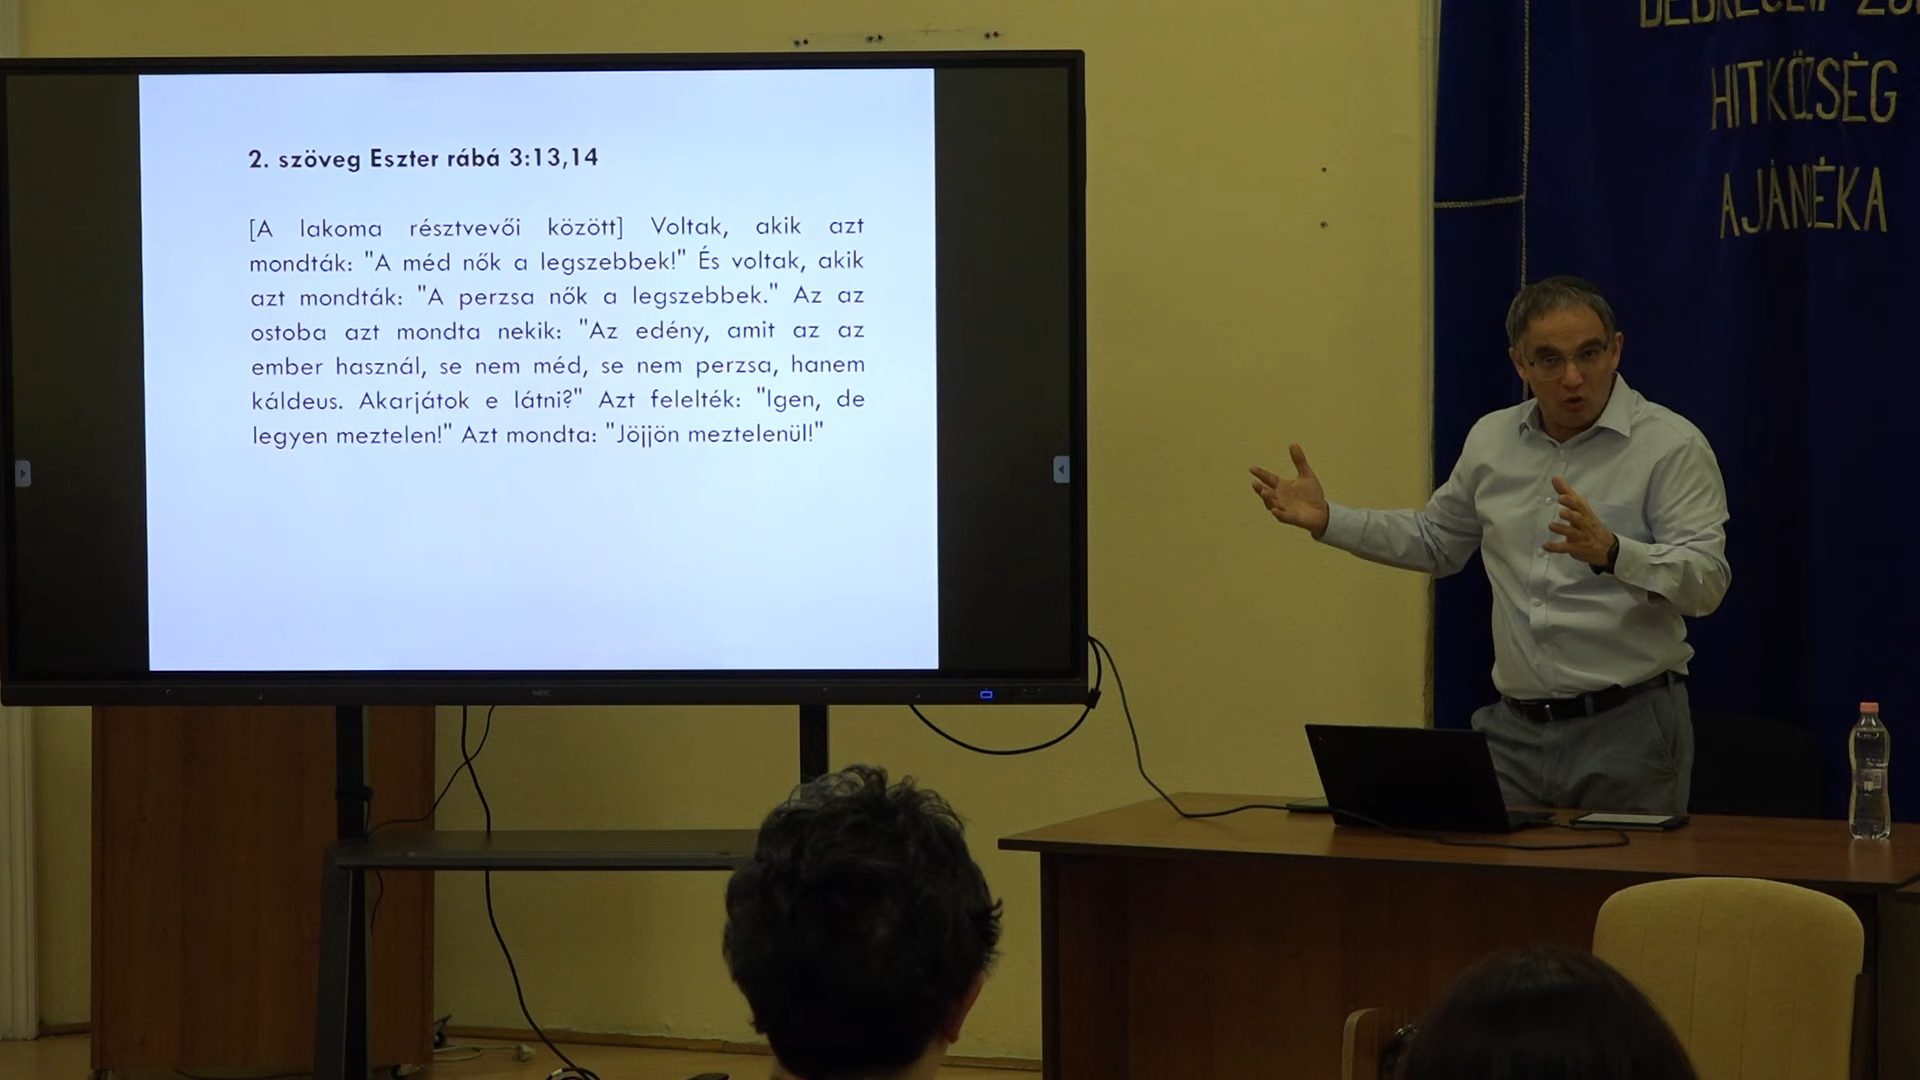 2. szöveg Eszter rábá 3:13,14
[A lakoma résztvevői között] Voltak, akik azt
mondták: "A méd nők a legszebbek!" És voltak, akik
azt mondták: "A perzsa nők a legszebbek." Az az
ostoba azt mondta nekik: "Az edény, amit az az
ember használ, se nem méd, se nem perzsa, hanem
káldeus. Akarjátok e látni?" Azt felelték: "Igen, de
legyen meztelen!" Azt mondta: "Jöjjön meztelenül!"
NEC
HITKÖZSÉG
AJÁNDÉKA